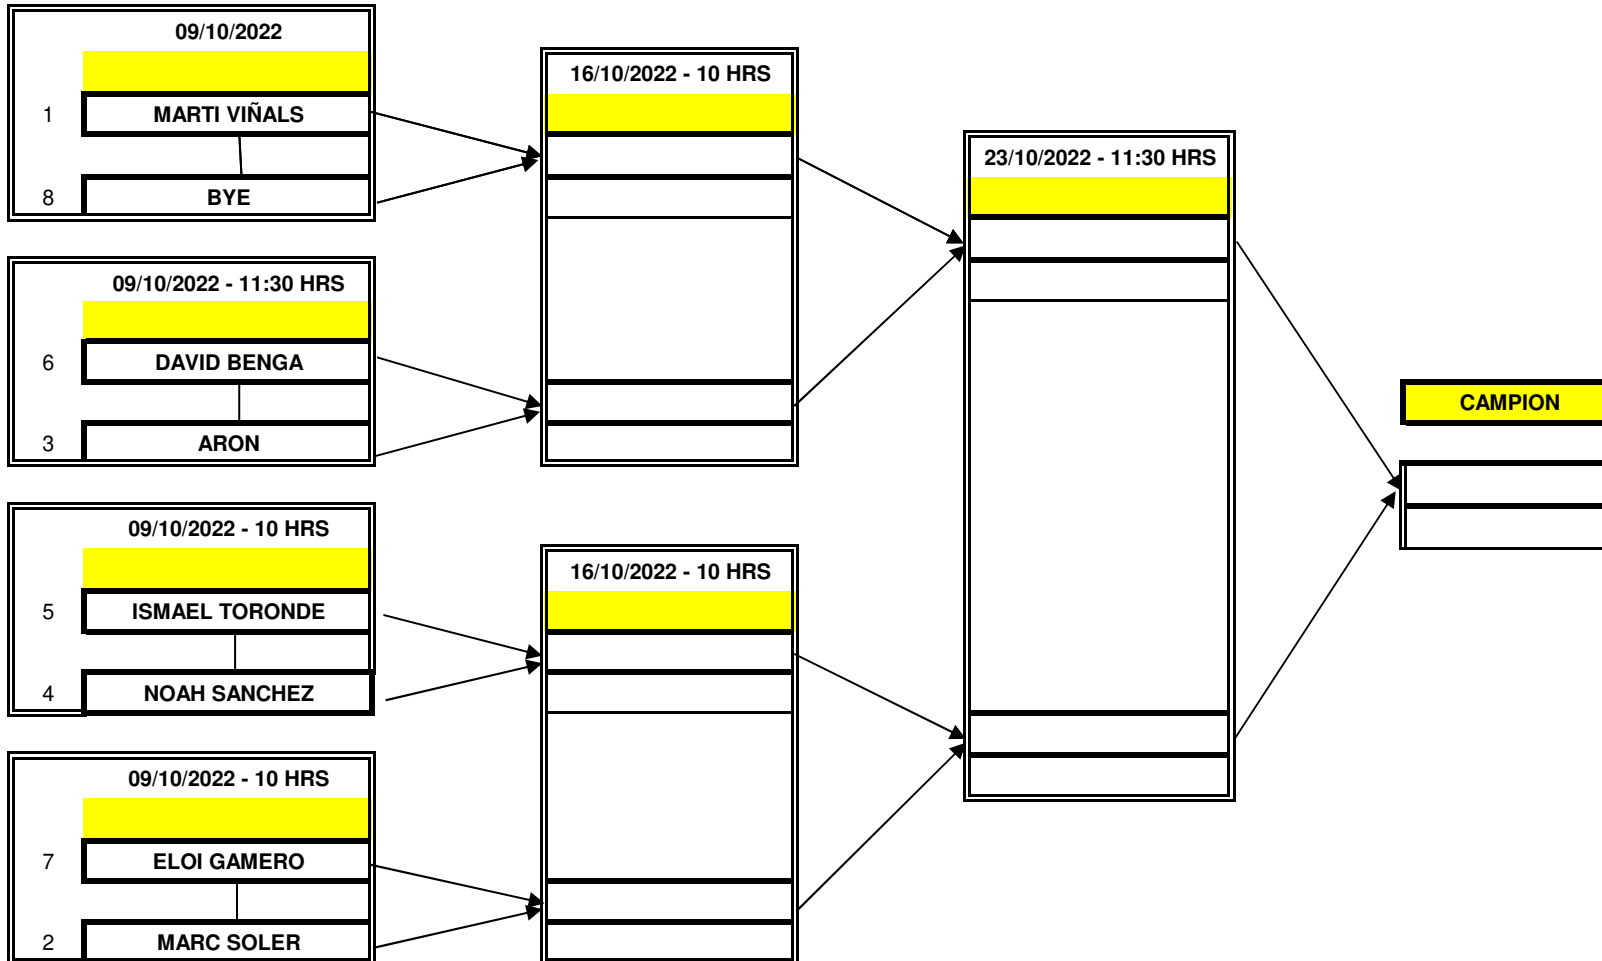 09/10/2022
1 MARTI VIÑALS
8 BYE
09/10/2022 - 11:30 HRS
6 DAVID BENGA
3 ARON
09/10/2022 - 10 HRS
5 ISMAEL TORONDE
4 NOAH SANCHEZ
09/10/2022 - 10 HRS
7 ELOI GAMERO
2 MARC SOLER
16/10/2022 - 10 HRS
16/10/2022 - 10 HRS
23/10/2022 - 11:30 HRS
CAMPION